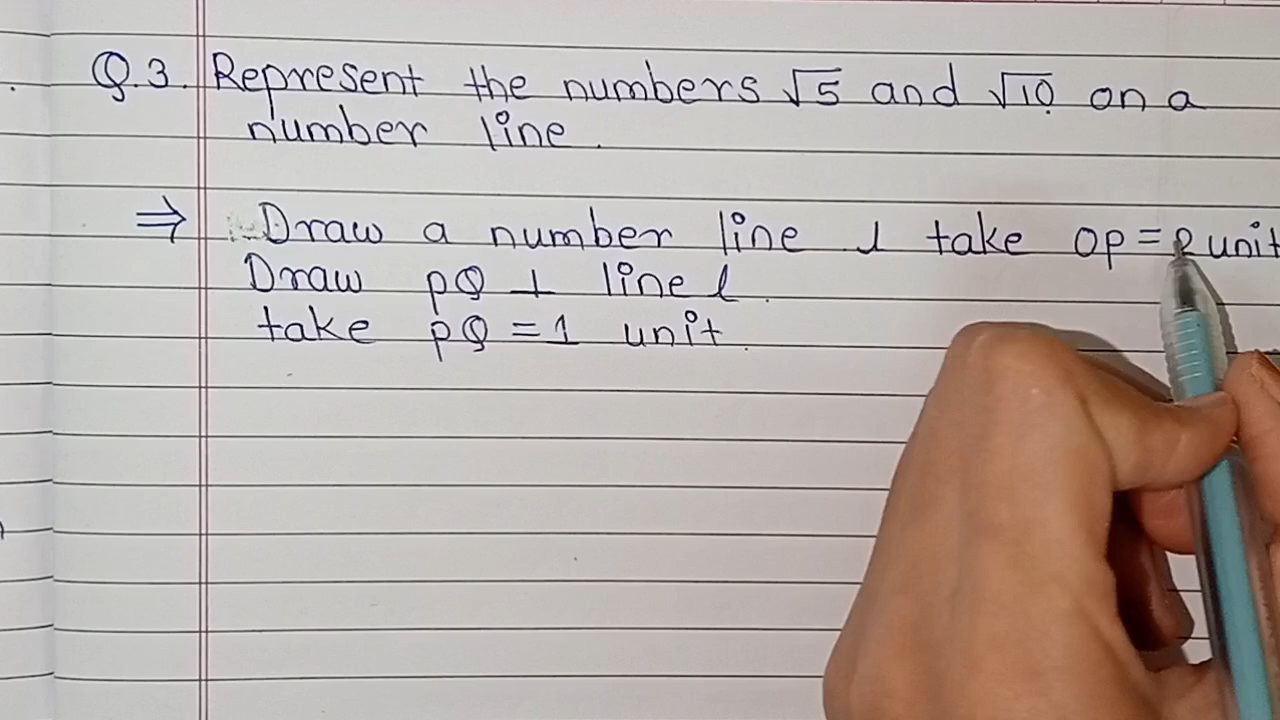 Q.3. Represent the numbers √5 and √10 on a
number line.
⇒ Draw a number line l take OP = 2 unit
Draw PQ ⊥ line l.
take PQ = 1 unit.